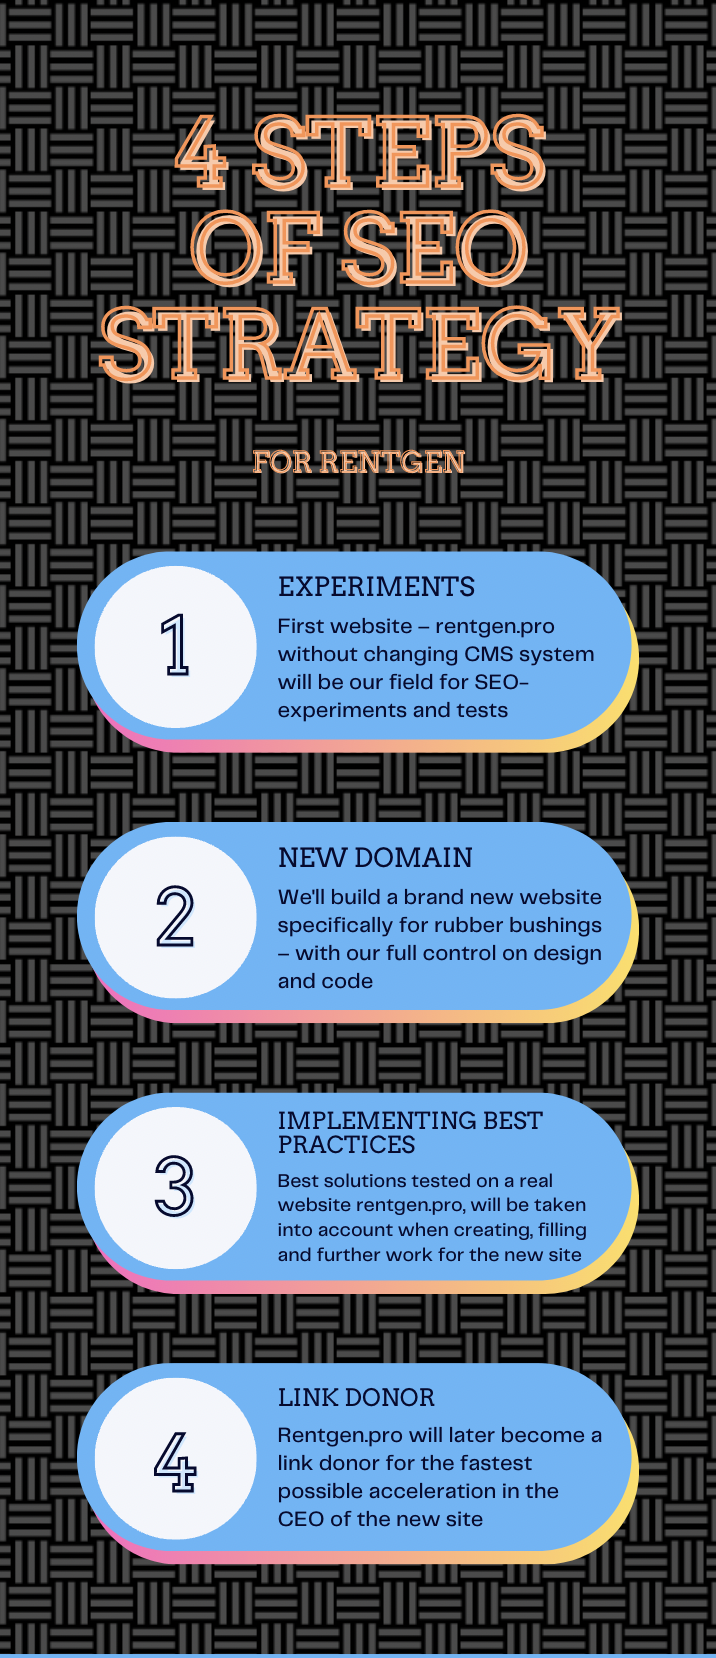 4 STEPS
OF SEO
STRATEGY
FOR RENTGEN
1
EXPERIMENTS
First website – rentgen.pro
without changing CMS system
will be our field for SEO-
experiments and tests
2
NEW DOMAIN
We'll build a brand new website
specifically for rubber bushings
– with our full control on design
and code
3
IMPLEMENTING BEST
PRACTICES
Best solutions tested on a real
website rentgen.pro, will be taken
into account when creating, filling
and further work for the new site
4
LINK DONOR
Rentgen.pro will later become a
link donor for the fastest
possible acceleration in the
CEO of the new site